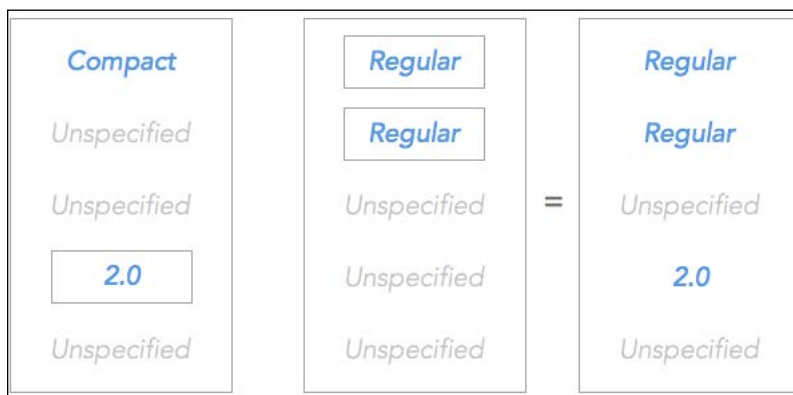 Compact
Unspecified
Unspecified
2.0
Unspecified
Regular
Regular
Unspecified
Unspecified
Unspecified
=
Regular
Regular
Unspecified
2.0
Unspecified